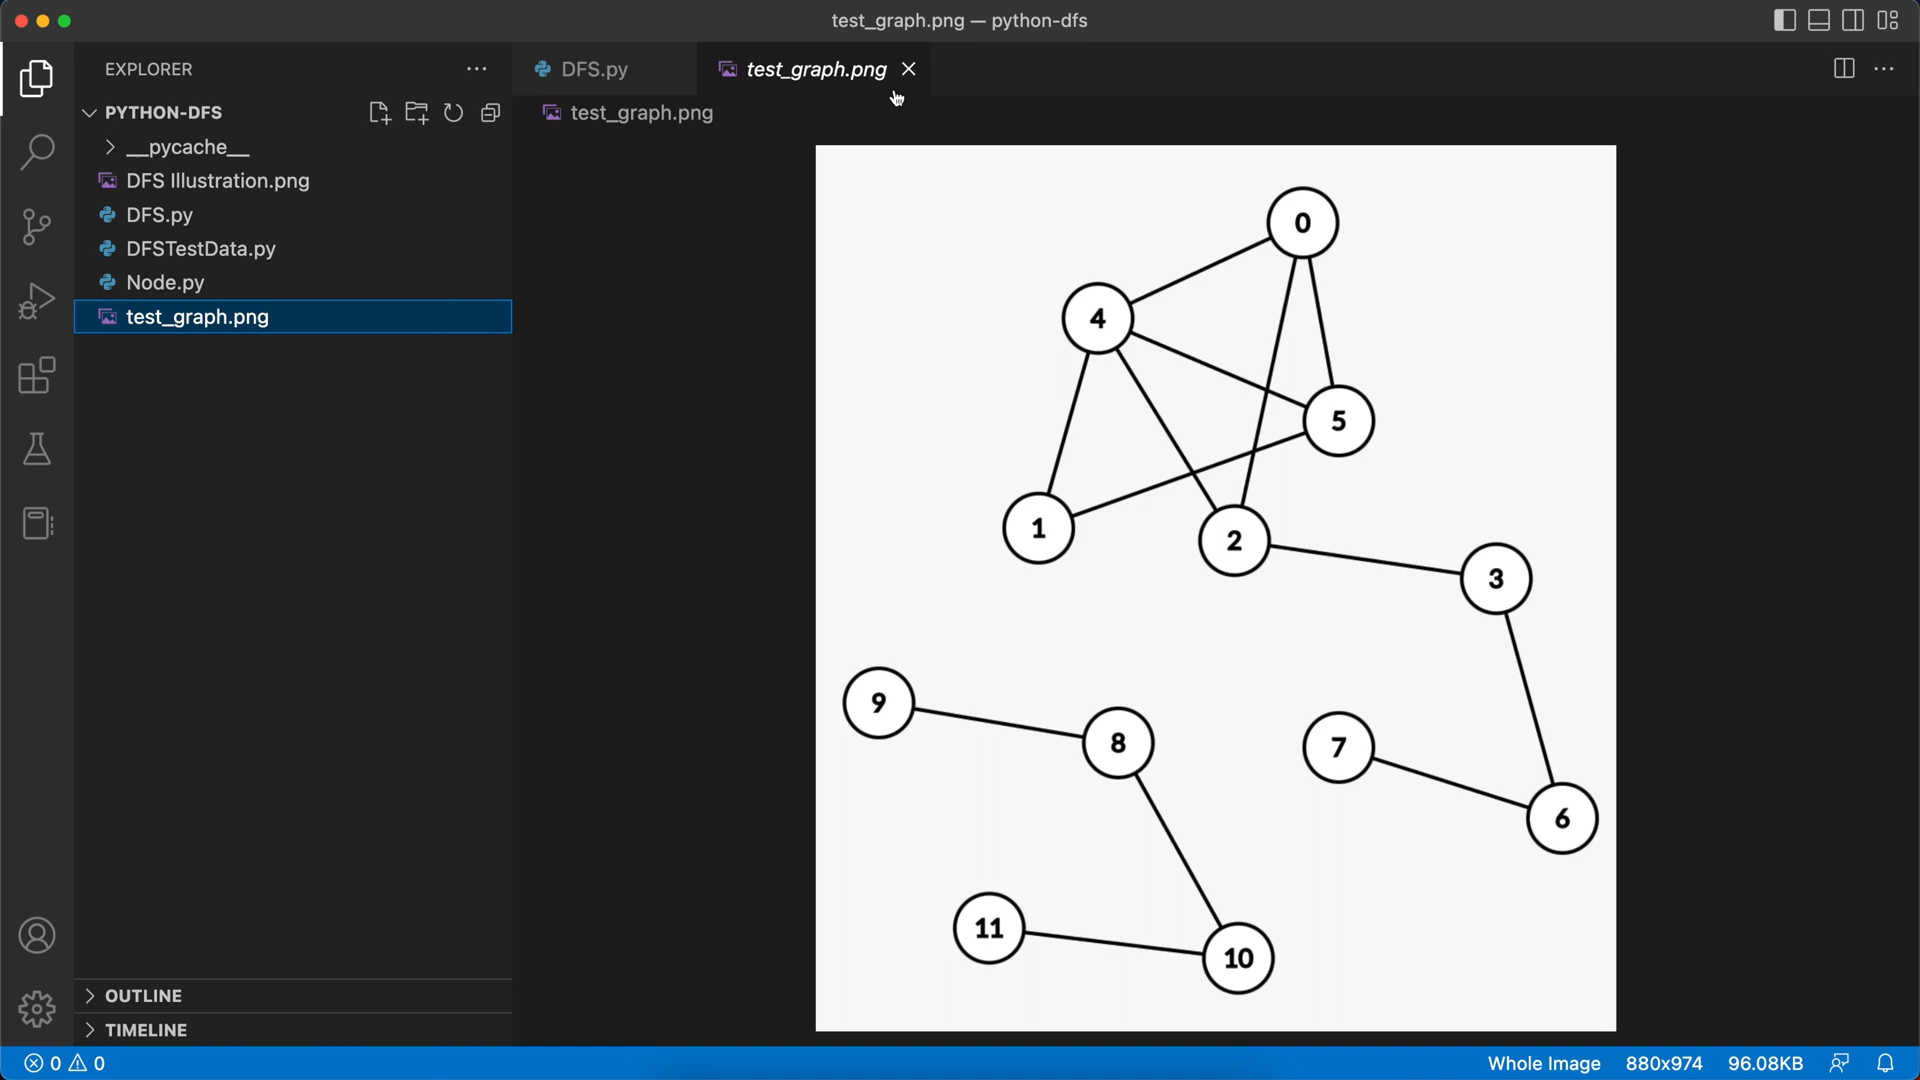 test_graph.png — python-dfs
EXPLORER
PYTHON-DFS
__pycache__
DFS Illustration.png
DFS.py
DFSTestData.py
Node.py
test_graph.png
OUTLINE
TIMELINE
DFS.py
test_graph.png
test_graph.png
0
4
5
1
2
3
9
8
7
6
11
10
0 0
Whole Image 880x974 96.08KB